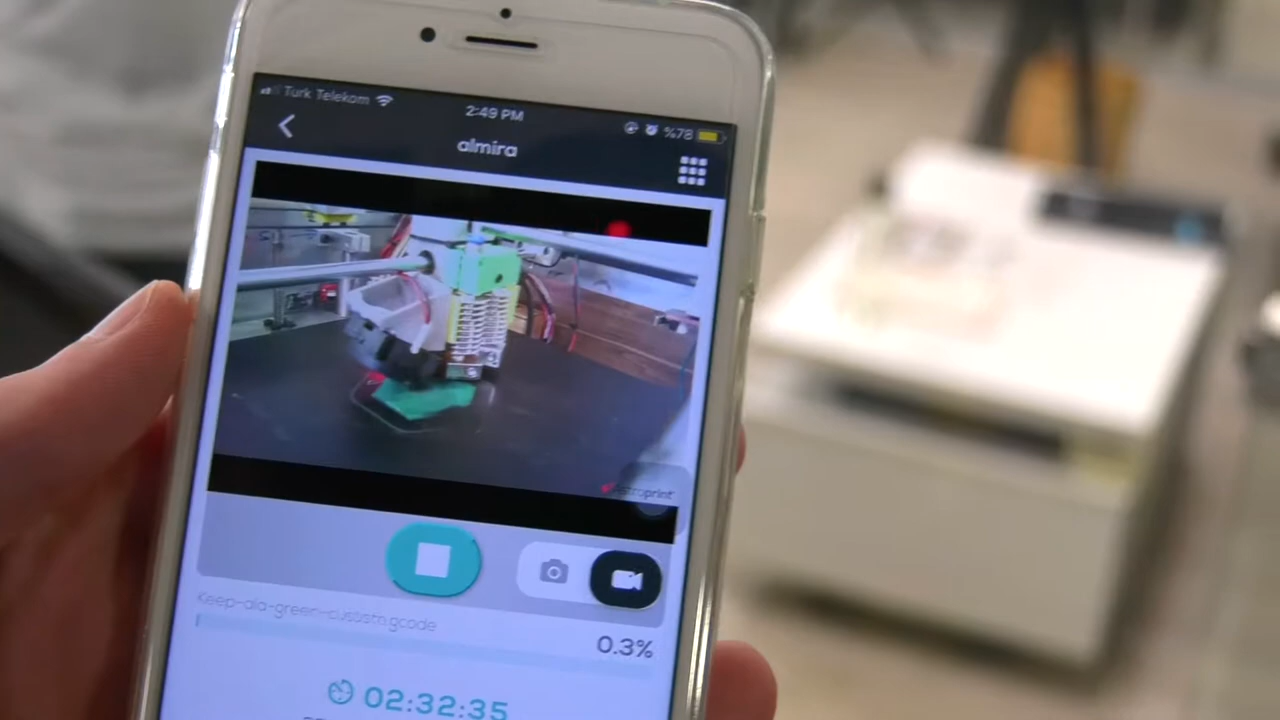 Turk Telekom
2:49 PM
%78
almira
astroprint
0.3%
02:32:35